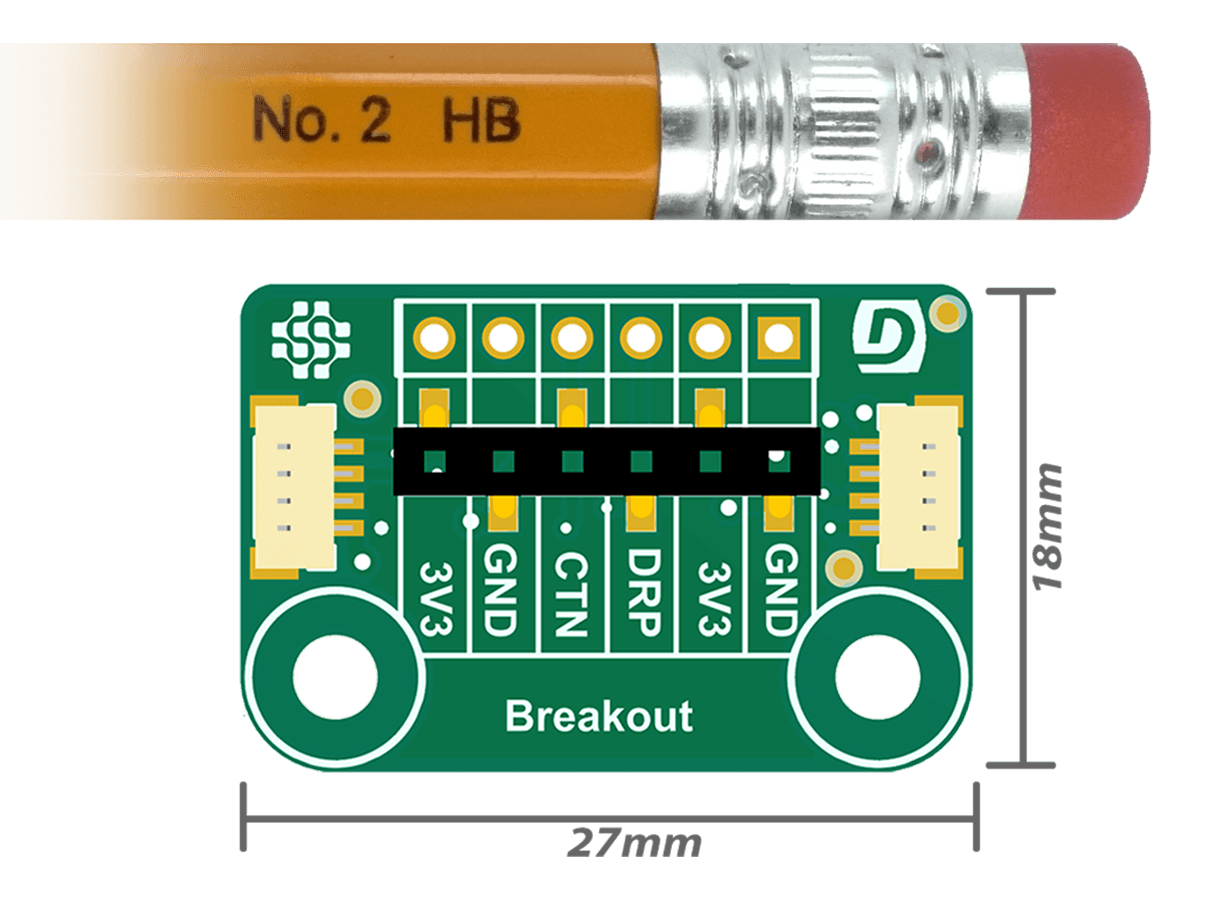 No. 2 HB
D
3V3
GND
CTN
DRP
3V3
GND
Breakout
18mm
27mm